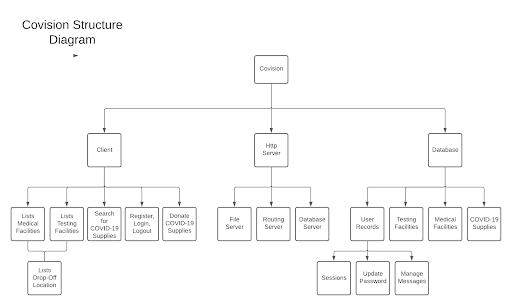 Covision Structure
Diagram
Covision
Client
Http
Server
Database
Lists
Medical
Facilities
Lists
Testing
Facilities
Search
for
COVID-19
Supplies
Register,
Login,
Logout
Donate
COVID-19
Supplies
File
Server
Routing
Server
Database
Server
User
Records
Testing
Facilities
Medical
Facilities
COVID-19
Supplies
Lists
Drop-Off
Location
Sessions
Update
Password
Manage
Messages